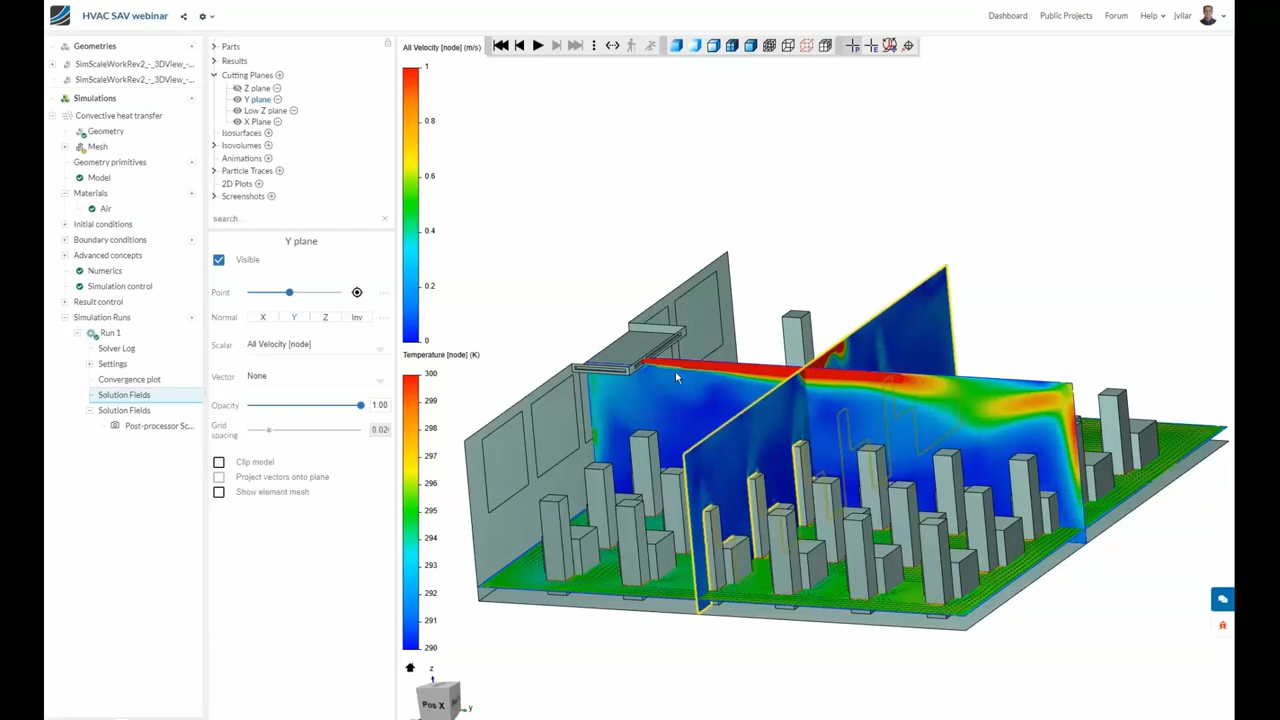 HVAC SAV webinar
Dashboard
Public Projects
Forum
Help
jvllar
Geometries
SimScaleWorkRev2_-_3DView_-...
SimScaleWorkRev2_-_3DView_-...
Simulations
Convective heat transfer
Geometry
Mesh
Geometry primitives
Model
Materials
Air
Initial conditions
Boundary conditions
Advanced concepts
Numerics
Simulation control
Result control
Simulation Runs
Run 1
Solver Log
Settings
Convergence plot
Solution Fields
Solution Fields
Post-processor Sc...
Parts
Results
Cutting Planes
Z plane
Y plane
Low Z plane
X Plane
Isosurfaces
Isovolumes
Animations
Particle Traces
2D Plots
Screenshots
search...
Y plane
Visible
Point
Normal
X
Y
Z
Inv
Scalar
All Velocity [node]
Vector
None
Opacity
1.00
Grid
spacing
0.02
Clip model
Project vectors onto plane
Show element mesh
All Velocity [node] (m/s)
1
0.8
0.6
0.4
0.2
0
Temperature [node] (K)
300
299
298
297
296
295
294
293
292
291
290
z
Pos X
y